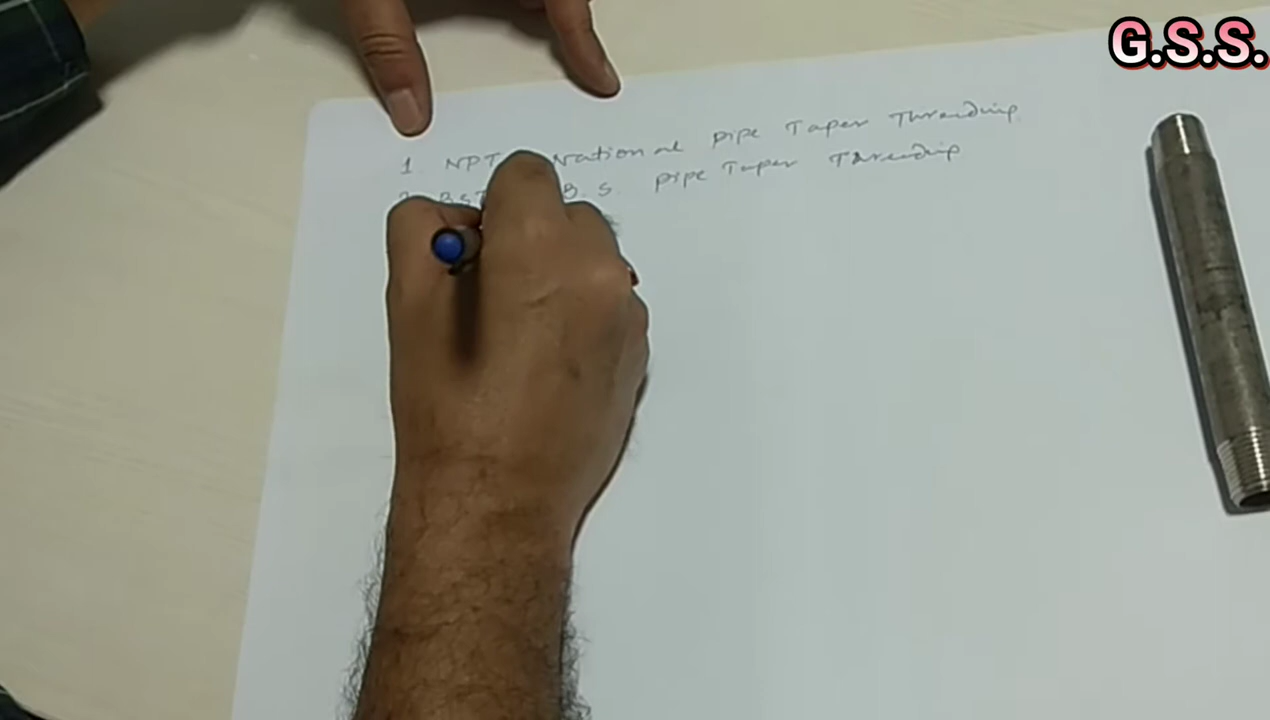 G.S.S.
1. NPT National pipe Taper Threading
B.S. pipe Taper Threading